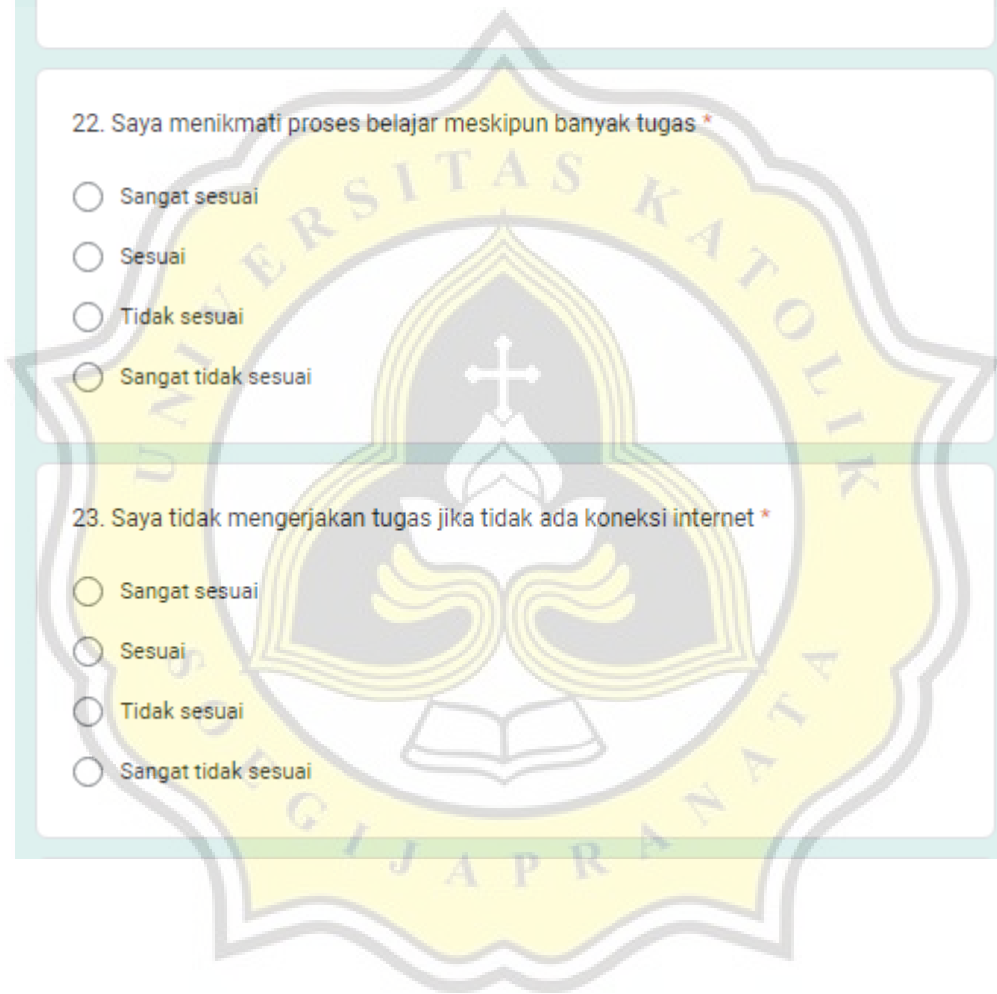 22. Saya menikmati proses belajar meskipun banyak tugas *
Sangat sesuai
Sesuai
Tidak sesuai
Sangat tidak sesuai
23. Saya tidak mengerjakan tugas jika tidak ada koneksi internet *
Sangat sesuai
Sesuai
Tidak sesuai
Sangat tidak sesuai
UNIVERSITAS KATOLIK
SOEGIJAPRANATA